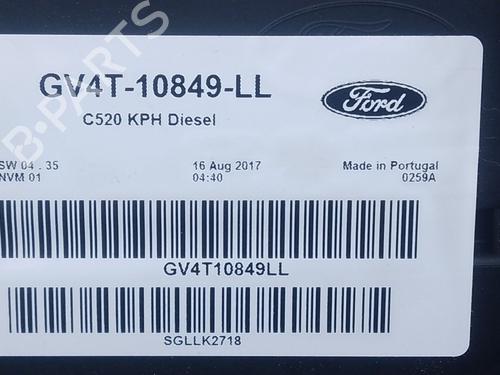 B-PARTS
GV4T-10849-LL
Ford
C520 KPH Diesel
SW 04 . 35
16 Aug 2017
Made in Portugal
NVM 01
04:40
0259A
GV4T10849LL
SGLLK2718